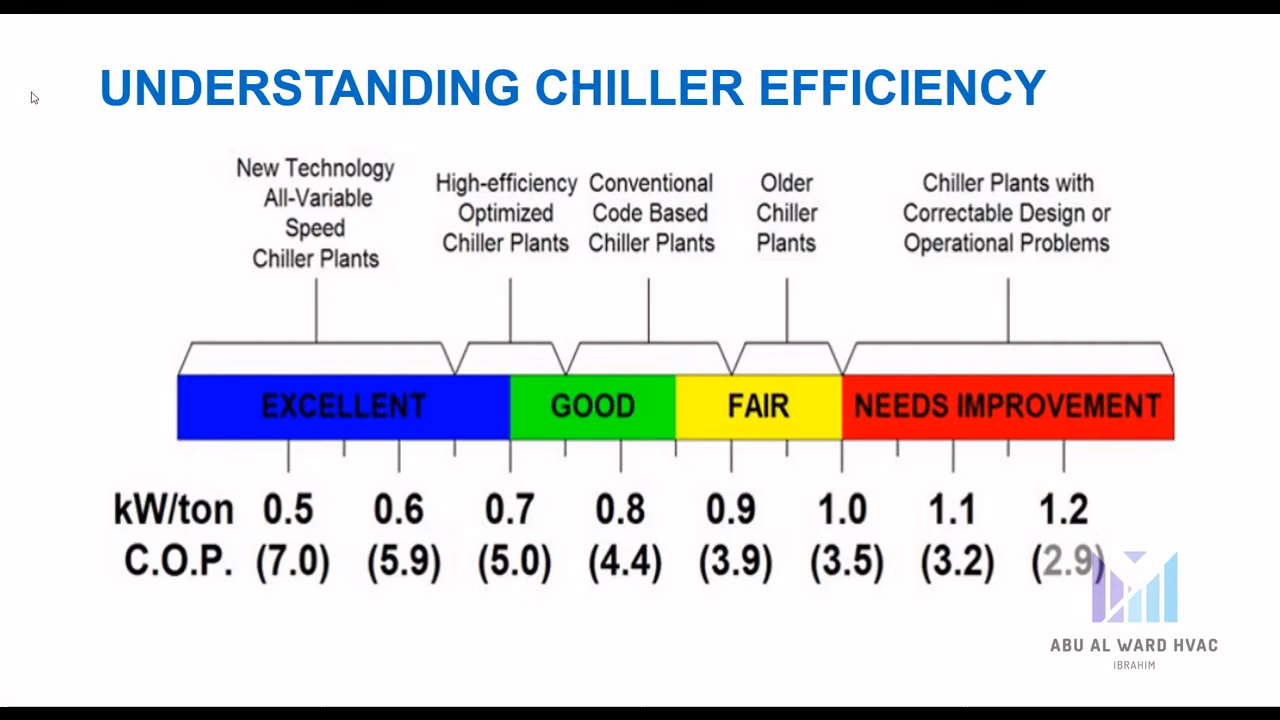 UNDERSTANDING CHILLER EFFICIENCY
New Technology
All-Variable
Speed
Chiller Plants
High-efficiency
Optimized
Chiller Plants
Conventional
Code Based
Chiller Plants
Older
Chiller
Plants
Chiller Plants with
Correctable Design or
Operational Problems
EXCELLENT GOOD FAIR NEEDS IMPROVEMENT
kW/ton 0.5 0.6 0.7 0.8 0.9 1.0 1.1 1.2
C.O.P. (7.0) (5.9) (5.0) (4.4) (3.9) (3.5) (3.2) (2.9)
ABU AL WARD HVAC
IBRAHIM